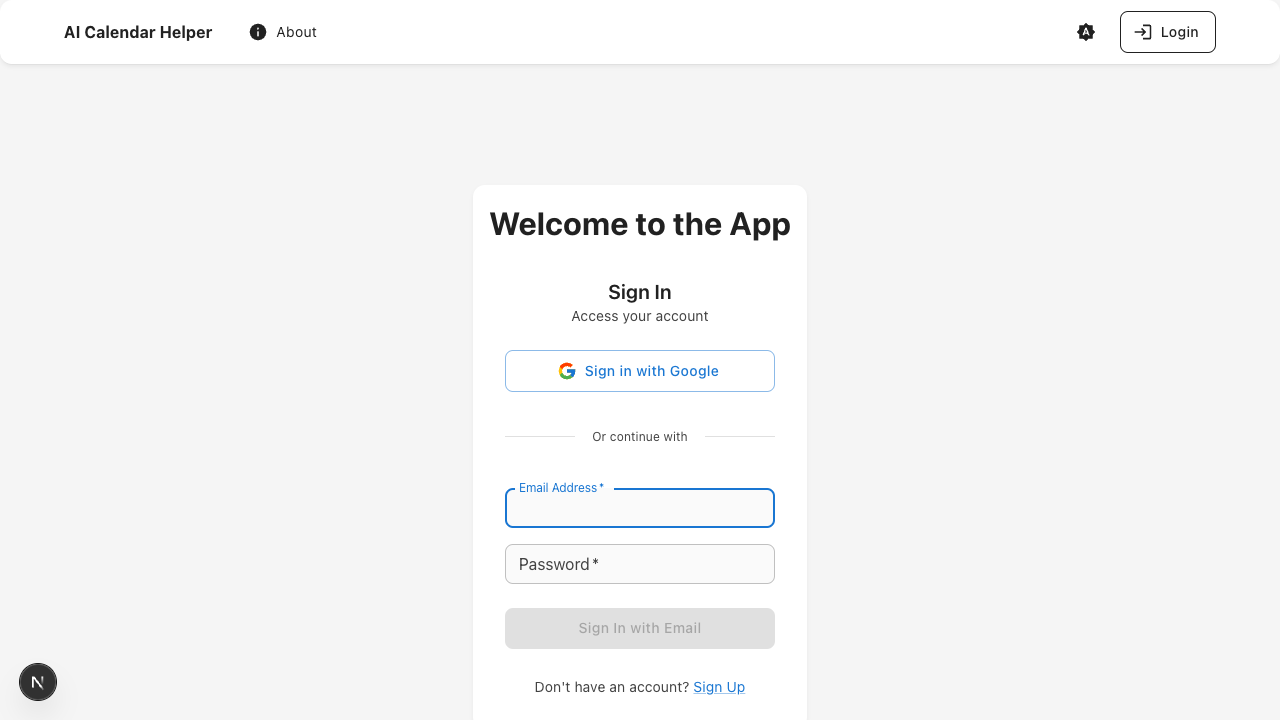 AI Calendar Helper
About
A
Login
Welcome to the App
Sign In
Access your account
Sign in with Google
Or continue with
Email Address *
Password *
Sign In with Email
Don't have an account? Sign Up
N